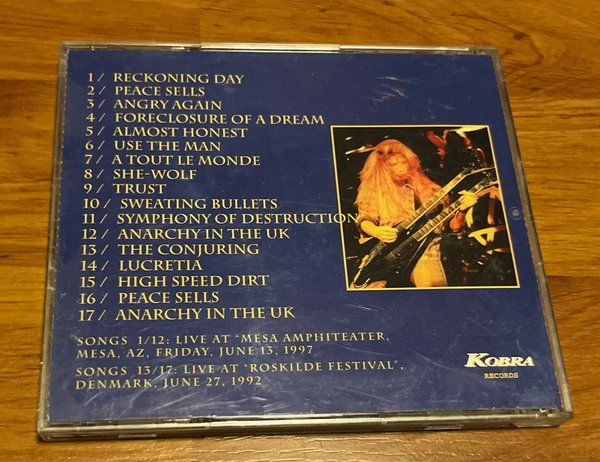 1/ RECKONING DAY
2/ PEACE SELLS
3/ ANGRY AGAIN
4/ FORECLOSURE OF A DREAM
5/ ALMOST HONEST
6/ USE THE MAN
7/ A TOUT LE MONDE
8/ SHE-WOLF
9/ TRUST
10/ SWEATING BULLETS
11/ SYMPHONY OF DESTRUCTION
12/ ANARCHY IN THE UK
13/ THE CONJURING
14/ LUCRETIA
15/ HIGH SPEED DIRT
16/ PEACE SELLS
17/ ANARCHY IN THE UK
SONGS 1/12: LIVE AT "MESA AMPHITEATER,
MESA, AZ, FRIDAY, JUNE 13, 1997
SONGS 13/17: LIVE AT "ROSKILDE FESTIVAL",
DENMARK, JUNE 27, 1992
KOBRA
RECORDS